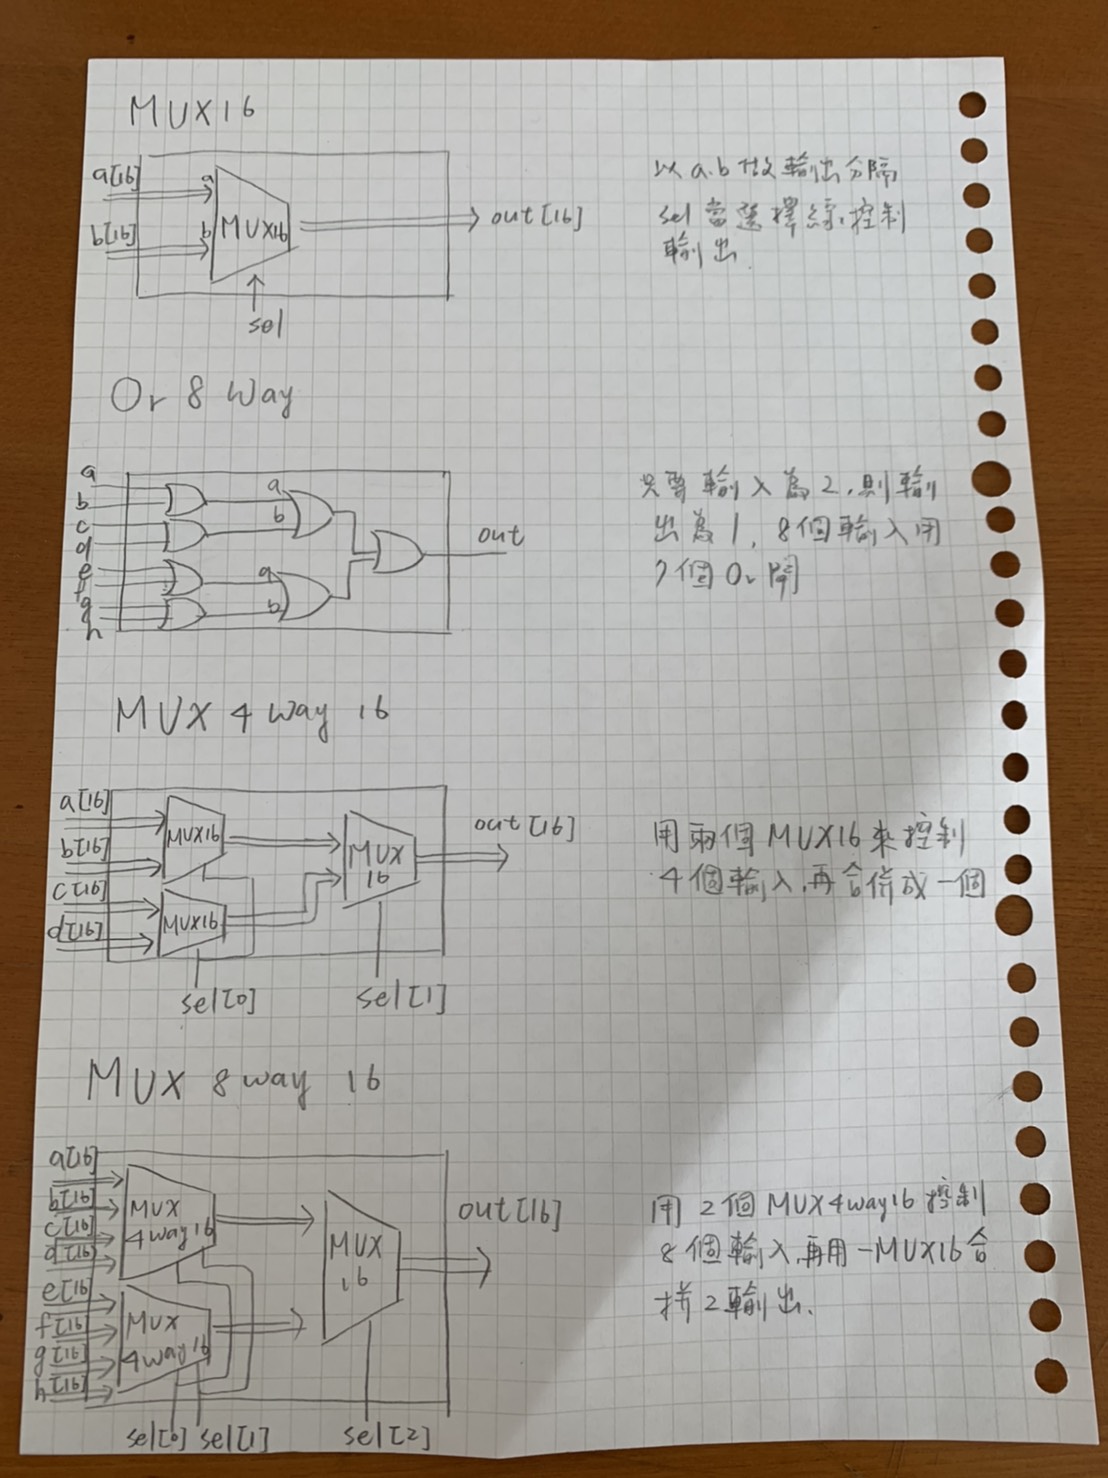 MUX16
a[16]
b[16]
a
b
MUX16
out[16]
sel
以a.b做輸出分隔
sel當選擇線.控制
輸出
Or 8 Way
a
b
c
d
e
f
g
h
a
b
a
b
out
只要輸入為2.則輸
出為1, 8個輸入用
7個Or閘
MUX 4 way 16
a[16]
b[16]
c[16]
d[16]
MUX16
MUX16
MUX
16
out[16]
sel[0]
sel[1]
用兩個MUX16來控制
4個輸入.再合併成一個
MUX 8 way 16
a[16]
b[16]
c[16]
d[16]
e[16
f[16]
g[16]
h[16]
MUX
4way16
MUX
4way16
MUX
16
out[16]
sel[0] sel[1]
sel[2]
用2個MUX4way16控制
8個輸入.再用一MUX16合
拼2輸出.